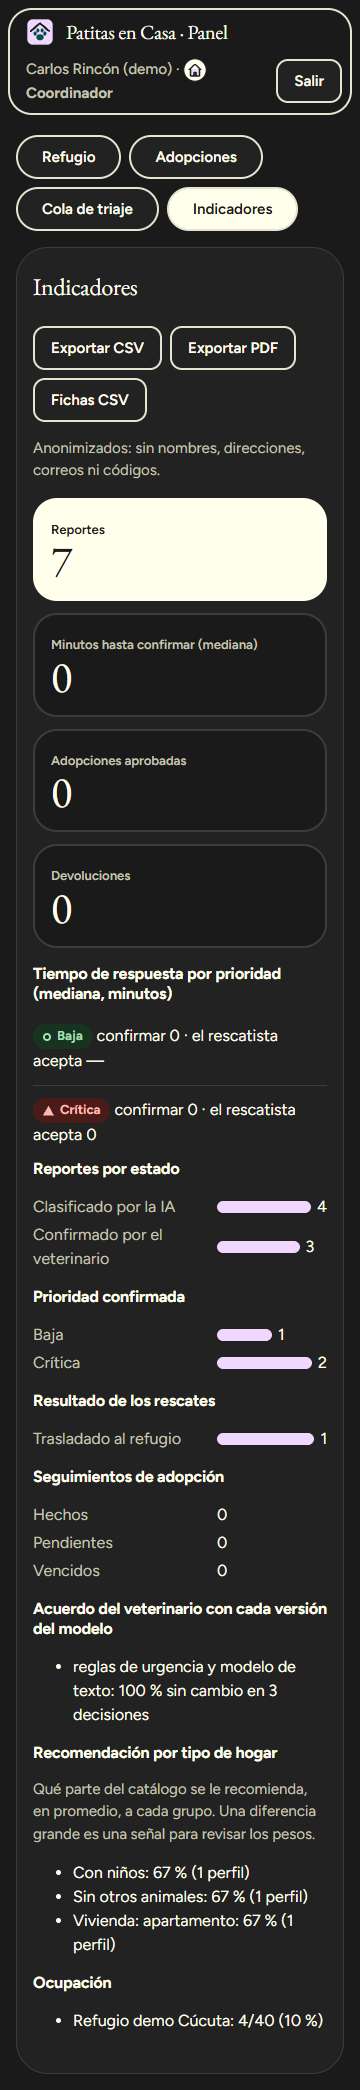 Patitas en Casa · Panel
Carlos Rincón (demo) ·
Coordinador
Salir
Refugio
Adopciones
Cola de triaje
Indicadores
Indicadores
Exportar CSV
Exportar PDF
Fichas CSV
Anonimizados: sin nombres, direcciones,
correos ni códigos.
Reportes
7
Minutos hasta confirmar (mediana)
0
Adopciones aprobadas
0
Devoluciones
0
Tiempo de respuesta por prioridad
(mediana, minutos)
Baja confirmar 0 · el rescatista
acepta —
Crítica confirmar 0 · el rescatista
acepta 0
Reportes por estado
Clasificado por la IA 4
Confirmado por el
veterinario 3
Prioridad confirmada
Baja 1
Crítica 2
Resultado de los rescates
Trasladado al refugio 1
Seguimientos de adopción
Hechos 0
Pendientes 0
Vencidos 0
Acuerdo del veterinario con cada versión
del modelo
• reglas de urgencia y modelo de
texto: 100 % sin cambio en 3
decisiones
Recomendación por tipo de hogar
Qué parte del catálogo se le recomienda,
en promedio, a cada grupo. Una diferencia
grande es una señal para revisar los pesos.
• Con niños: 67 % (1 perfil)
• Sin otros animales: 67 % (1 perfil)
• Vivienda: apartamento: 67 % (1
perfil)
Ocupación
• Refugio demo Cúcuta: 4/40 (10 %)